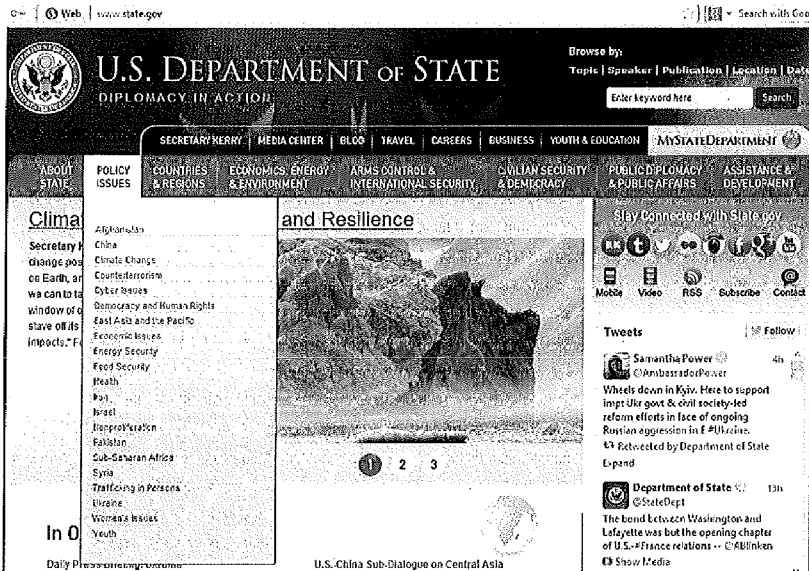 Web www.state.gov
Search with Goo
U.S. DEPARTMENT OF STATE
DIPLOMACY IN ACTION
Browse by:
Topic | Speaker | Publication | Location | Date
Enter keyword here
Search
SECRETARY KERRY | MEDIA CENTER | BLOG | TRAVEL | CAREERS | BUSINESS | YOUTH & EDUCATION
MYSTATEDEPARTMENT
ABOUT STATE
POLICY ISSUES
COUNTRIES & REGIONS
ECONOMICS, ENERGY & ENVIRONMENT
ARMS CONTROL & INTERNATIONAL SECURITY
CIVILIAN SECURITY & DEMOCRACY
PUBLIC DIPLOMACY & PUBLIC AFFAIRS
ASSISTANCE & DEVELOPMENT
Afghanistan
China
Climate Change
Counterterrorism
Cyber Issues
Democracy and Human Rights
East Asia and the Pacific
Economic Issues
Energy Security
Food Security
Health
Iran
Israel
Nonproliferation
Pakistan
Sub-Saharan Africa
Syria
Trafficking in Persons
Ukraine
Women's Issues
Youth
Clima
and Resilience
Secretary K
change pos
on Earth, an
we can to ta
window of o
stave off its
impacts." F
1 2 3
In O
Daily Press Briefing: Ukraine
U.S.-China Sub-Dialogue on Central Asia
Stay Connected with State.gov
Mobile Video RSS Subscribe Contact
Tweets
Follow
Samantha Power 4h
@AmbassadorPower
Wheels down in Kyiv. Here to support
impt Ukr govt & civil society-led
reform efforts in face of ongoing
Russian aggression in E #Ukraine.
Retweeted by Department of State
Expand
Department of State 13h
@StateDept
The bond between Washington and
Lafayette was but the opening chapter
of U.S.-#France relations -- @ABlinken
Show Media